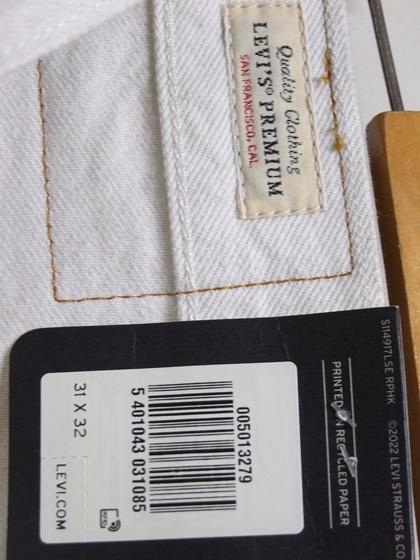 Quality Clothing
LEVI'S® PREMIUM
SAN FRANCISCO, CAL.
S114917LSE RPHK ©2022 LEVI STRAUSS & CO
PRINTED ON RECYCLED PAPER
005013279
5 401043 031085
31 X 32
LEVI.COM